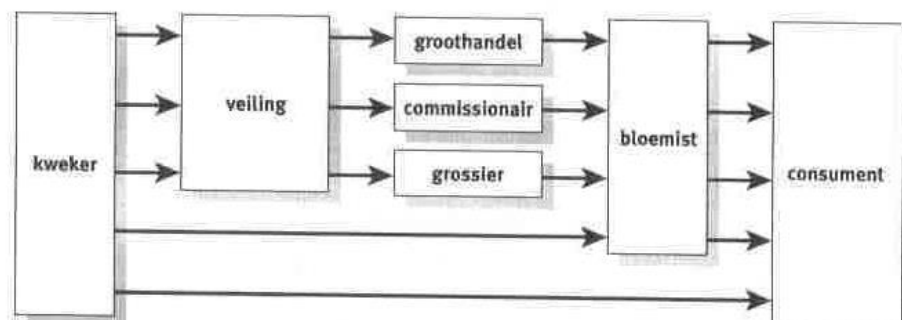 kweker
veiling
groothandel
commissionair
grossier
bloemist
consument